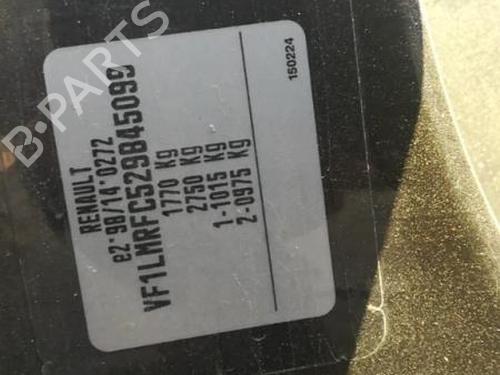 RENAULT
e2*98/14*0272
VF1LMRFC529845099
1770 Kg
2750 Kg
1-1015 Kg
2-0975 Kg
150224
B-PARTS